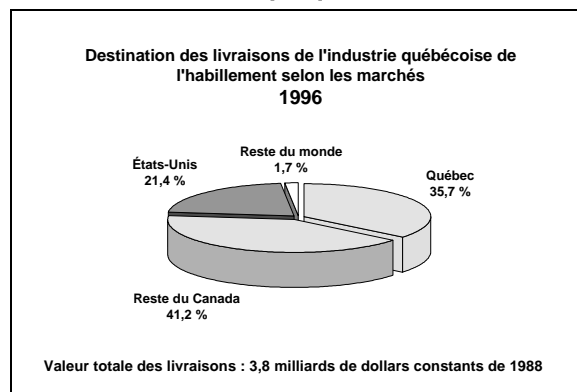 Destination des livraisons de l'industrie québécoise de
l'habillement selon les marchés
1996
Reste du monde
1,7 %
États-Unis
21,4 %
Québec
35,7 %
Reste du Canada
41,2 %
Valeur totale des livraisons : 3,8 milliards de dollars constants de 1988